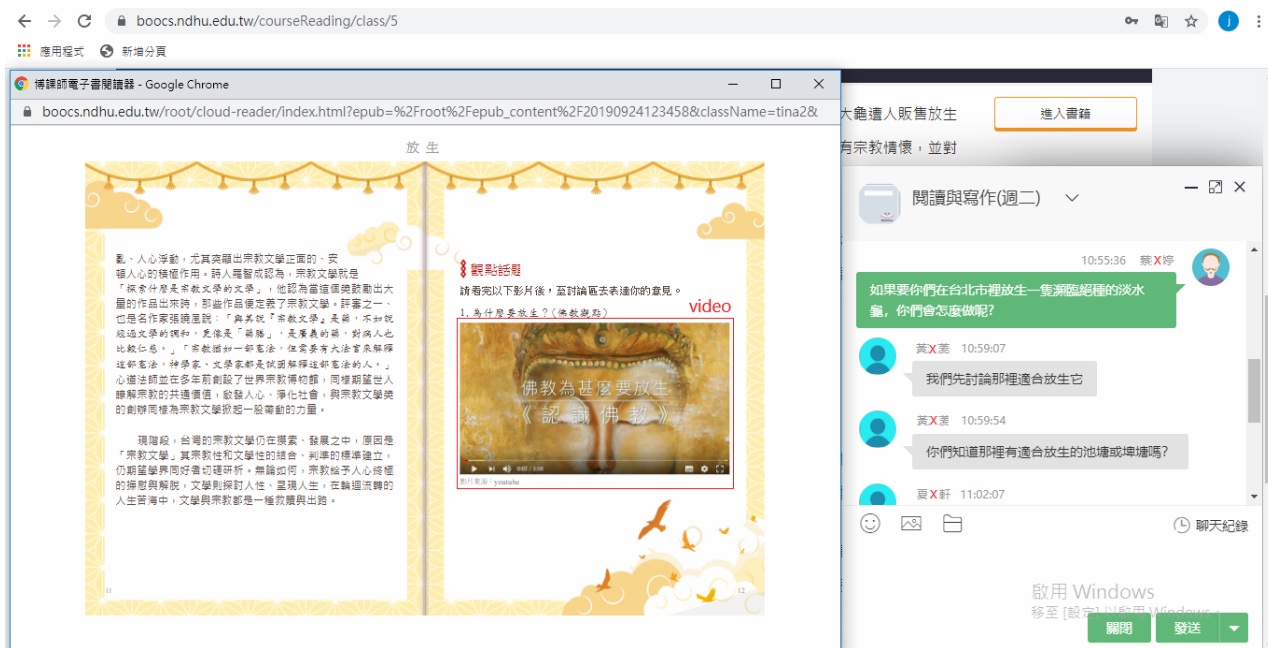 boocs.ndhu.edu.tw/courseReading/class/5
應用程式
新增分頁
博課師電子書閱讀器 - Google Chrome
boocs.ndhu.edu.tw/root/cloud-reader/index.html?epub=%2Froot%2Fepub_content%2F20190924123458&className=tina2&
放生
亂、人心浮動,尤其突顯出宗教文學正面的、安
頓人心的積極作用。詩人羅智成認為,宗教文學就是
「探索什麼是宗教文學的文學」,他認為當這個獎鼓勵出大
量的作品出來時,那些作品便定義了宗教文學。評審之一、
也是名作家張曉風說:「與其說『宗教文學』是藥,不如說
經過文學的調和,更像是「藥膳」,是廣義的藥,對病人也
比較仁慈。」「宗教猶如一部憲法,但需要有大法官來解釋
這部憲法,神學家、文學家都是試圖解釋這部憲法的人。」
心道法師並在多年前創設了世界宗教博物館,同樣期望世人
瞭解宗教的共通價值,啟發人心、淨化社會,與宗教文學獎
的創辦同樣為宗教文學掀起一股帶動的力量。
現階段,台灣的宗教文學仍在摸索、發展之中,原因是
「宗教文學」其宗教性和文學性的結合、判準的標準建立,
仍期望學界同好者切磋研析。無論如何,宗教給予人心終極
的撫慰與解脫,文學則探討人性、呈現人生,在輪迴流轉的
人生苦海中,文學與宗教都是一種救贖與出路。
11
觀點話題
請看完以下影片後,至討論區去表達你的意見。
1. 為什麼要放生?(佛教觀點)
video
佛教為甚麼要放生
《認識佛教》
影片來源:youtube
12
大龜遭人販售放生
進入書籍
有宗教情懷,並對
閱讀與寫作(週二)
10:55:36 葉X婷
如果要你們在台北市裡放生一隻瀕臨絕種的淡水
龜,你們會怎麼做呢?
黃X葇 10:59:07
我們先討論那裡適合放生它
黃X葇 10:59:54
你們知道那裡有適合放生的池塘或埤塘嗎?
夏X軒 11:02:07
聊天紀錄
啟用 Windows
移至 [設定] 以啟用 Windows。
關閉
發送